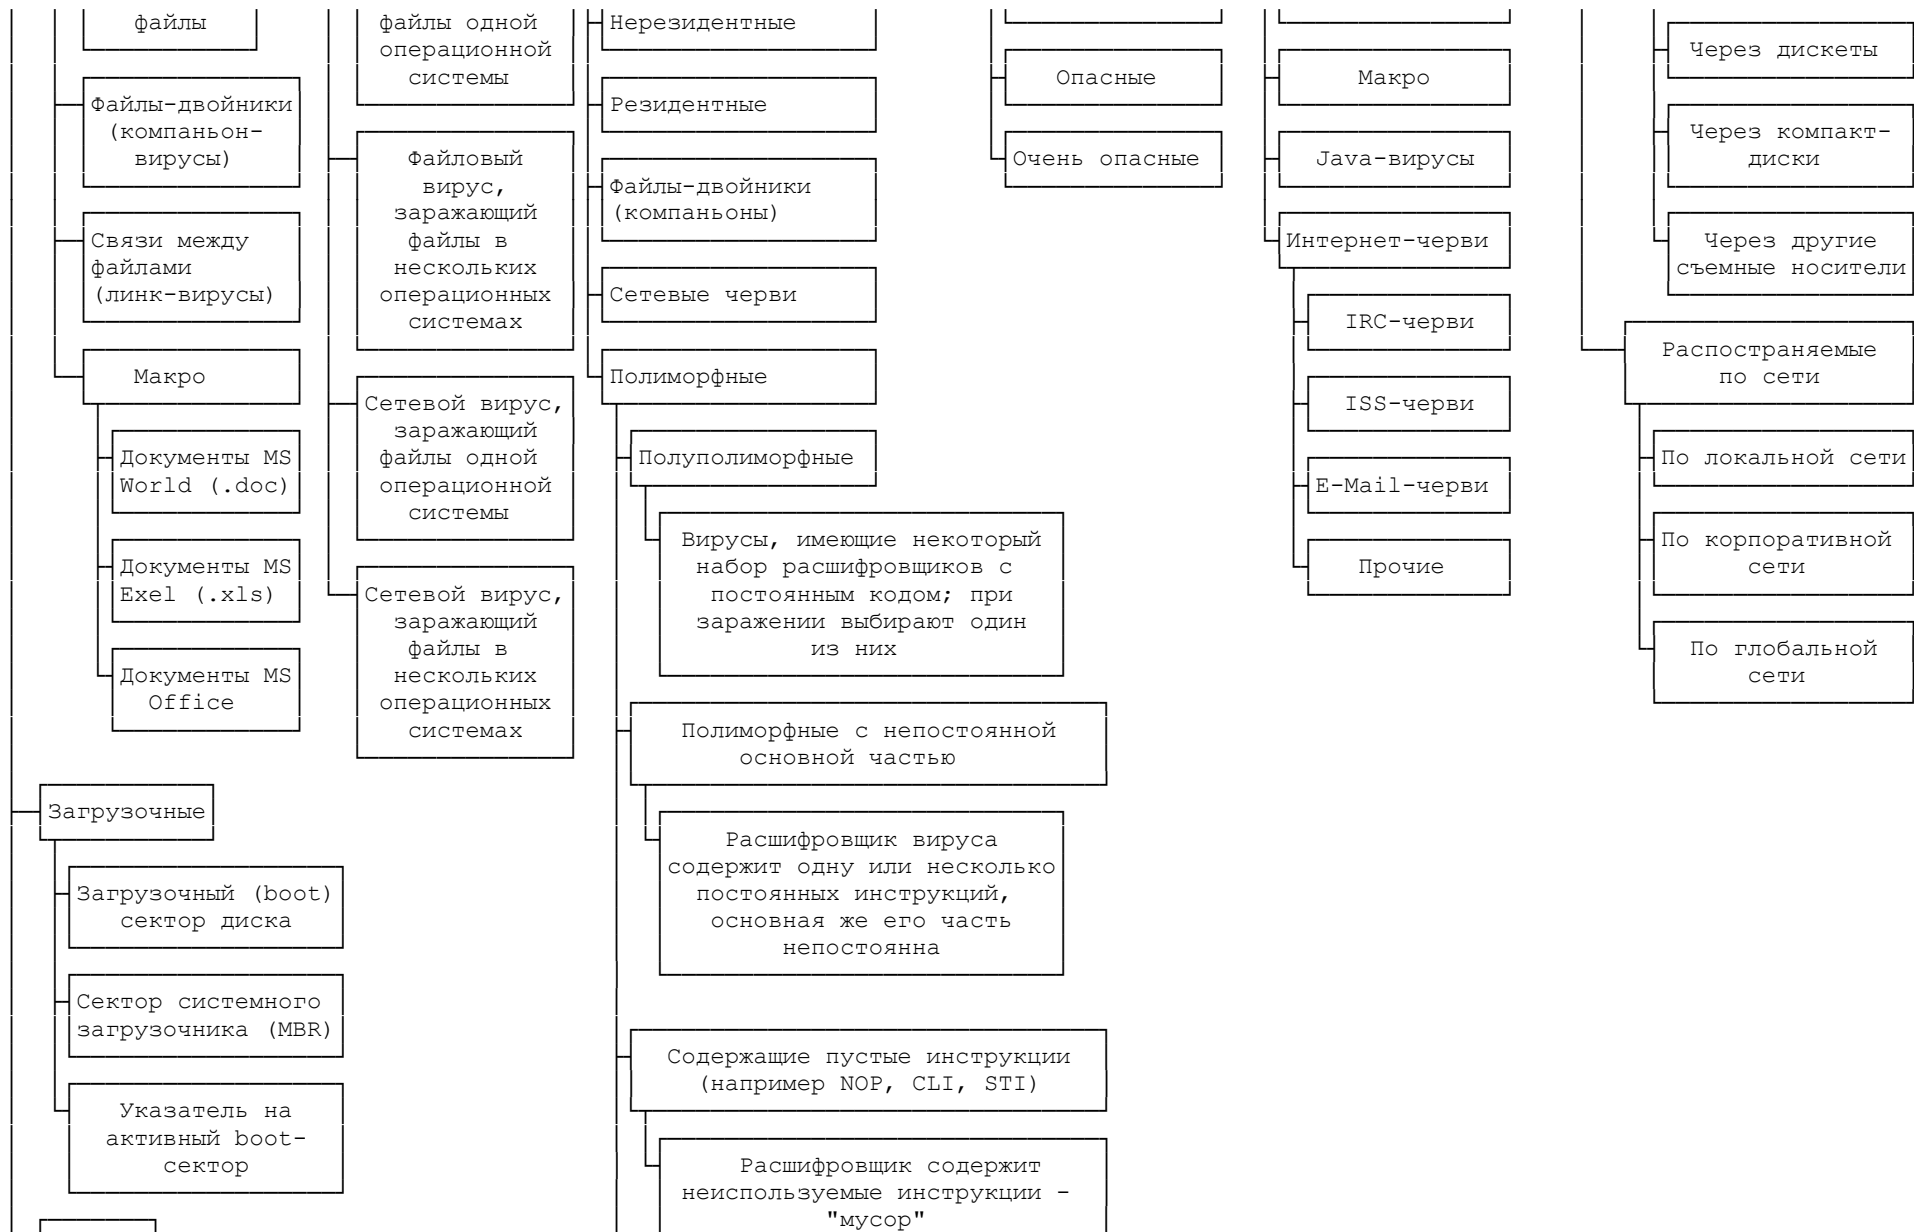 файлы
Файлы-двойники
(компаньон-
вирусы)
Связи между
файлами
(линк-вирусы)
Макро
Документы MS
World (.doc)
Документы MS
Exel (.xls)
Документы MS
Office
Загрузочные
Загрузочный (boot)
сектор диска
Сектор системного
загрузочника (MBR)
Указатель на
активный boot-
сектор
файлы одной
операционной
системы
Файловый
вирус,
заражающий
файлы в
нескольких
операционных
системах
Сетевой вирус,
заражающий
файлы одной
операционной
системы
Сетевой вирус,
заражающий
файлы в
нескольких
операционных
системах
Нерезидентные
Резидентные
Файлы-двойники
(компаньоны)
Сетевые черви
Полиморфные
Полуполиморфные
Вирусы, имеющие некоторый
набор расшифровщиков с
постоянным кодом; при
заражении выбирают один
из них
Полиморфные с непостоянной
основной частью
Расшифровщик вируса
содержит одну или несколько
постоянных инструкций,
основная же его часть
непостоянна
Содержащие пустые инструкции
(например NOP, CLI, STI)
Расшифровщик содержит
неиспользуемые инструкции -
"мусор"
Опасные
Очень опасные
Макро
Java-вирусы
Интернет-черви
IRC-черви
ISS-черви
E-Mail-черви
Прочие
Через дискеты
Через компакт-
диски
Через другие
съемные носители
Распостраняемые
по сети
По локальной сети
По корпоративной
сети
По глобальной
сети